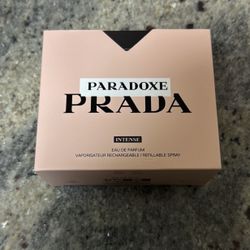 PARADOXE
PRADA
INTENSE
EAU DE PARFUM
VAPORISATEUR RECHARGEABLE / REFILLABLE SPRAY